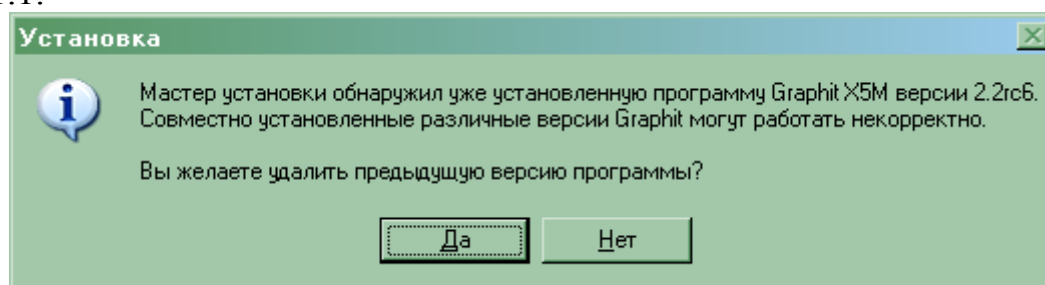 Установка
Мастер установки обнаружил уже установленную программу Graphit X5M версии 2.2rc6.
Совместно установленные различные версии Graphit могут работать некорректно.
Вы желаете удалить предыдущую версию программы?
Да
Нет